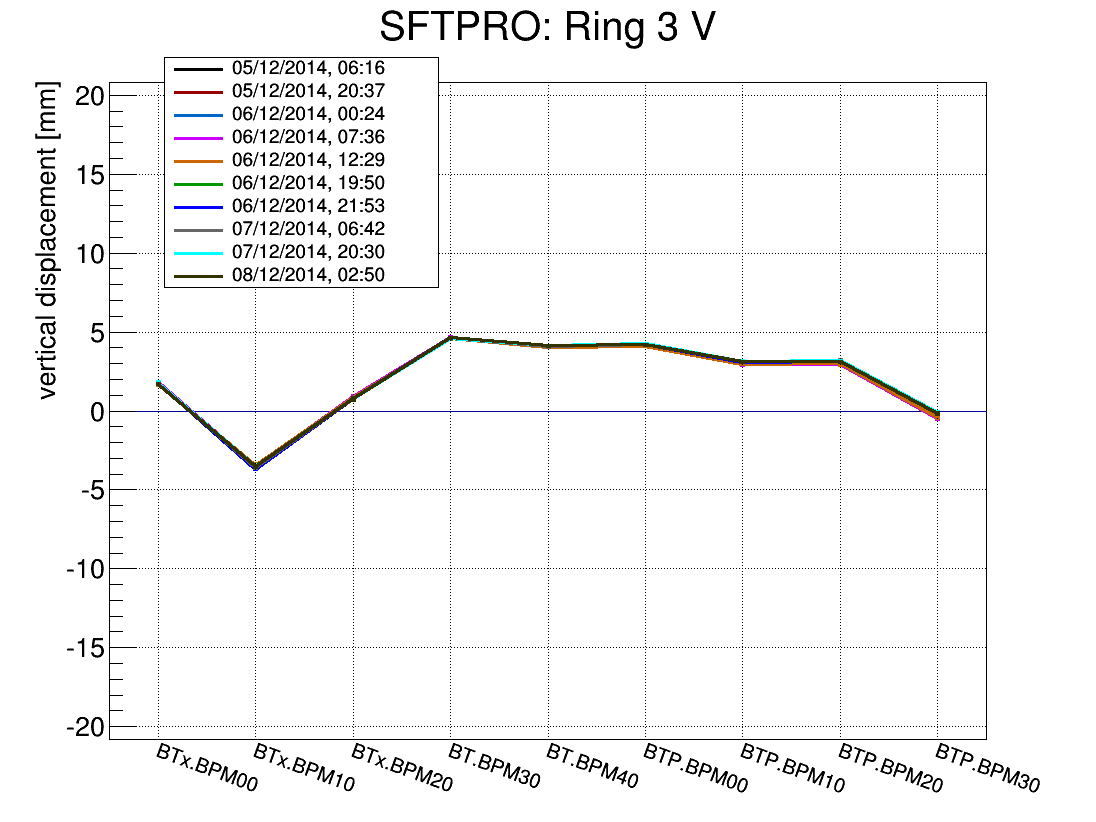 SFTPRO: Ring 3 V
05/12/2014, 06:16
05/12/2014, 20:37
06/12/2014, 00:24
06/12/2014, 07:36
06/12/2014, 12:29
06/12/2014, 19:50
06/12/2014, 21:53
07/12/2014, 06:42
07/12/2014, 20:30
08/12/2014, 02:50
vertical displacement [mm]
20
15
10
5
0
-5
-10
-15
-20
BTx.BPM00
BTx.BPM10
BTx.BPM20
BT.BPM30
BT.BPM40
BTP.BPM00
BTP.BPM10
BTP.BPM20
BTP.BPM30